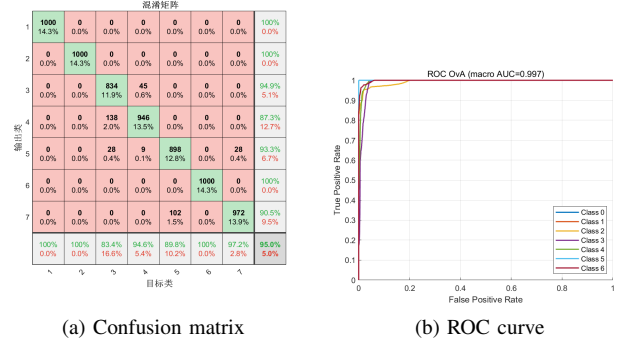 混淆矩阵
1 1000 0 0 0 0 0 0 100%
14.3% 0.0% 0.0% 0.0% 0.0% 0.0% 0.0% 0.0%
2 0 1000 0 0 0 0 0 100%
0.0% 14.3% 0.0% 0.0% 0.0% 0.0% 0.0% 0.0%
3 0 0 834 45 0 0 0 94.9%
0.0% 0.0% 11.9% 0.6% 0.0% 0.0% 0.0% 5.1%
4 0 0 138 946 0 0 0 87.3%
0.0% 0.0% 2.0% 13.5% 0.0% 0.0% 0.0% 12.7%
5 0 0 28 9 898 0 28 93.3%
0.0% 0.0% 0.4% 0.1% 12.8% 0.0% 0.4% 6.7%
6 0 0 0 0 0 1000 0 100%
0.0% 0.0% 0.0% 0.0% 0.0% 14.3% 0.0% 0.0%
7 0 0 0 0 102 0 972 90.5%
0.0% 0.0% 0.0% 0.0% 1.5% 0.0% 13.9% 9.5%
100% 100% 83.4% 94.6% 89.8% 100% 97.2% 95.0%
0.0% 0.0% 16.6% 5.4% 10.2% 0.0% 2.8% 5.0%
1 2 3 4 5 6 7
输出类
目标类
(a) Confusion matrix
ROC OvA (macro AUC=0.997)
1
0.9
0.8
0.7
0.6
0.5
0.4
0.3
0.2
0.1
0
0 0.2 0.4 0.6 0.8 1
True Positive Rate
False Positive Rate
Class 0
Class 1
Class 2
Class 3
Class 4
Class 5
Class 6
(b) ROC curve